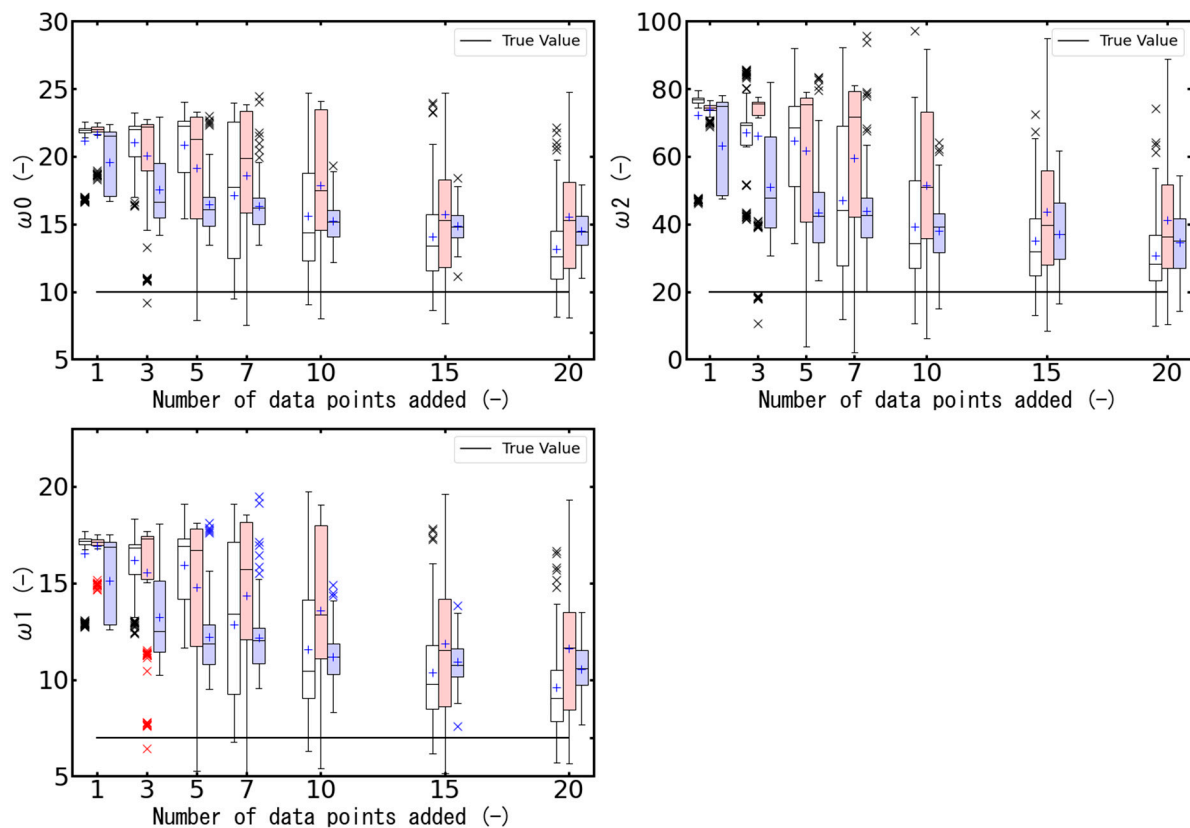 30
25
20
15
10
5
ω0 (-)
True Value
1 3 5 7 10 15 20
Number of data points added (-)
100
80
60
40
20
0
ω2 (-)
True Value
1 3 5 7 10 15 20
Number of data points added (-)
20
15
10
5
ω1 (-)
True Value
1 3 5 7 10 15 20
Number of data points added (-)